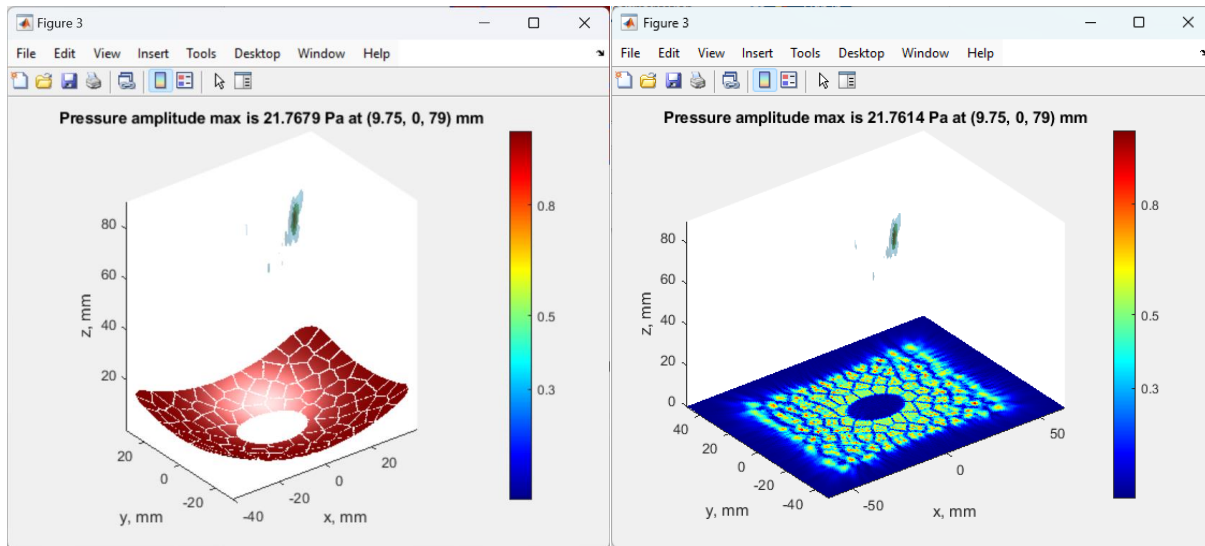 Figure 3
File Edit View Insert Tools Desktop Window Help
Pressure amplitude max is 21.7679 Pa at (9.75, 0, 79) mm
80
60
40
20
z, mm
20
0
-20
y, mm
-40
-20
0
20
x, mm
0.8
0.5
0.3
Figure 3
File Edit View Insert Tools Desktop Window Help
Pressure amplitude max is 21.7614 Pa at (9.75, 0, 79) mm
80
60
40
20
0
z, mm
40
20
0
-20
-40
y, mm
-50
0
50
x, mm
0.8
0.5
0.3